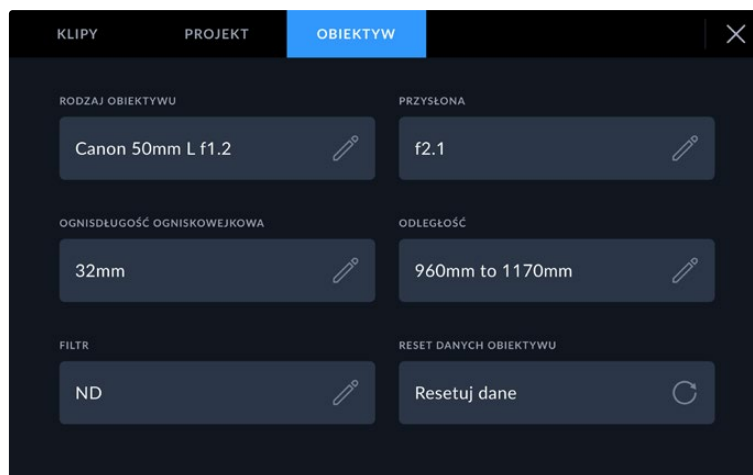 KLIPY PROJEKT OBIEKTYW
RODZAJ OBIEKTYWU PRZYSŁONA
Canon 50mm L f1.2 f2.1
OGNISDŁUGOŚĆ OGNISKOWEJKOWA ODLEGŁOŚĆ
32mm 960mm to 1170mm
FILTR RESET DANYCH OBIEKTYWU
ND Resetuj dane